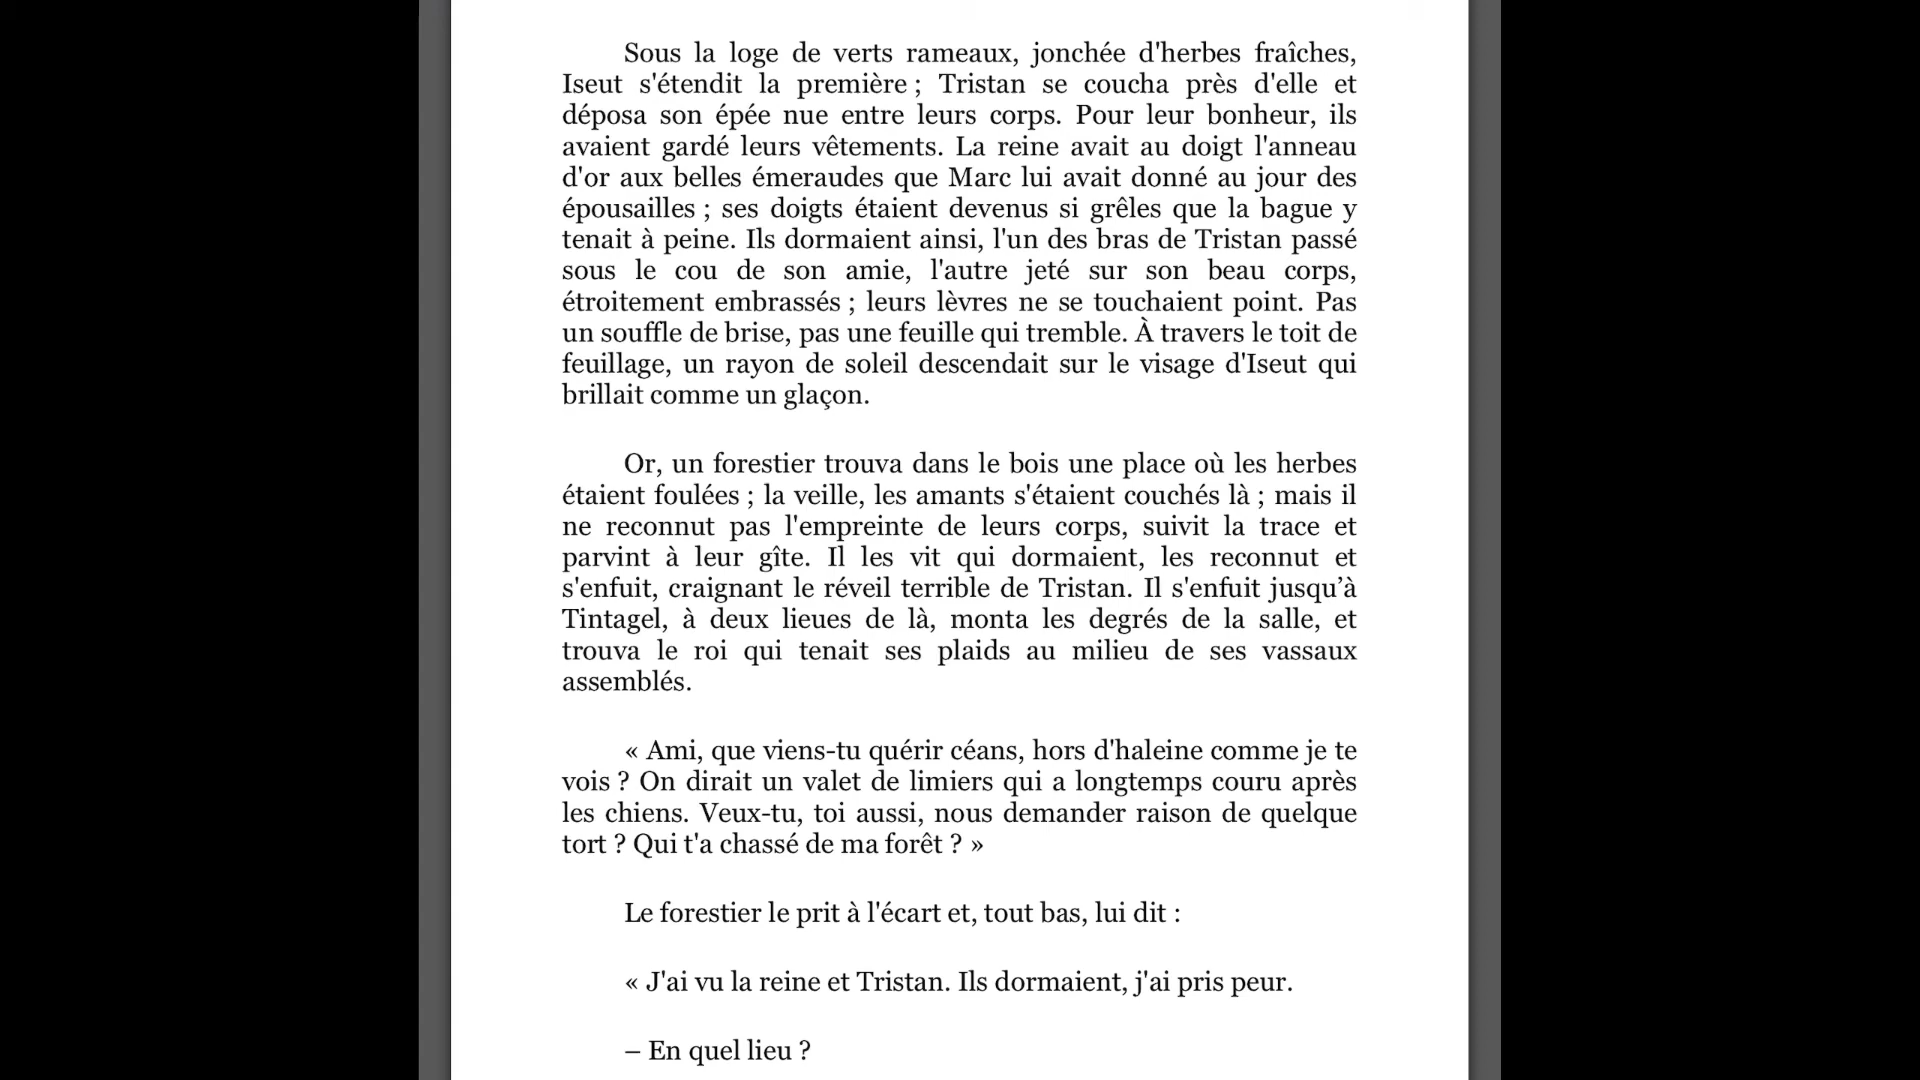 Sous la loge de verts rameaux, jonchée d'herbes fraîches,
Iseut s'étendit la première ; Tristan se coucha près d'elle et
déposa son épée nue entre leurs corps. Pour leur bonheur, ils
avaient gardé leurs vêtements. La reine avait au doigt l'anneau
d'or aux belles émeraudes que Marc lui avait donné au jour des
épousailles ; ses doigts étaient devenus si grêles que la bague y
tenait à peine. Ils dormaient ainsi, l'un des bras de Tristan passé
sous le cou de son amie, l'autre jeté sur son beau corps,
étroitement embrassés ; leurs lèvres ne se touchaient point. Pas
un souffle de brise, pas une feuille qui tremble. À travers le toit de
feuillage, un rayon de soleil descendait sur le visage d'Iseut qui
brillait comme un glaçon.
Or, un forestier trouva dans le bois une place où les herbes
étaient foulées ; la veille, les amants s'étaient couchés là ; mais il
ne reconnut pas l'empreinte de leurs corps, suivit la trace et
parvint à leur gîte. Il les vit qui dormaient, les reconnut et
s'enfuit, craignant le réveil terrible de Tristan. Il s'enfuit jusqu’à
Tintagel, à deux lieues de là, monta les degrés de la salle, et
trouva le roi qui tenait ses plaids au milieu de ses vassaux
assemblés.
« Ami, que viens-tu quérir céans, hors d'haleine comme je te
vois ? On dirait un valet de limiers qui a longtemps couru après
les chiens. Veux-tu, toi aussi, nous demander raison de quelque
tort ? Qui t'a chassé de ma forêt ? »
Le forestier le prit à l'écart et, tout bas, lui dit :
« J'ai vu la reine et Tristan. Ils dormaient, j'ai pris peur.
– En quel lieu ?